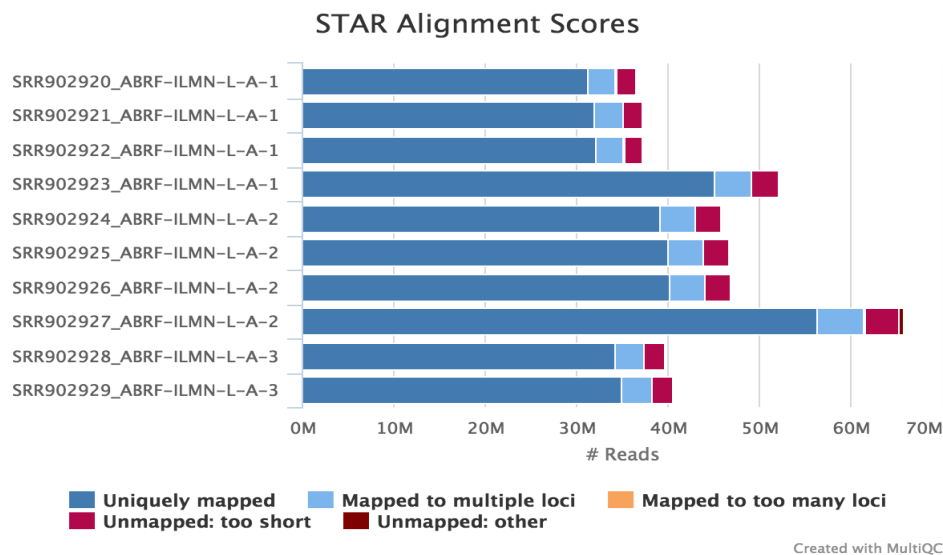 STAR Alignment Scores
SRR902920_ABRF-ILMN-L-A-1
SRR902921_ABRF-ILMN-L-A-1
SRR902922_ABRF-ILMN-L-A-1
SRR902923_ABRF-ILMN-L-A-1
SRR902924_ABRF-ILMN-L-A-2
SRR902925_ABRF-ILMN-L-A-2
SRR902926_ABRF-ILMN-L-A-2
SRR902927_ABRF-ILMN-L-A-2
SRR902928_ABRF-ILMN-L-A-3
SRR902929_ABRF-ILMN-L-A-3
0M 10M 20M 30M 40M 50M 60M 70M
# Reads
Uniquely mapped Mapped to multiple loci Mapped to too many loci
Unmapped: too short Unmapped: other
Created with MultiQC